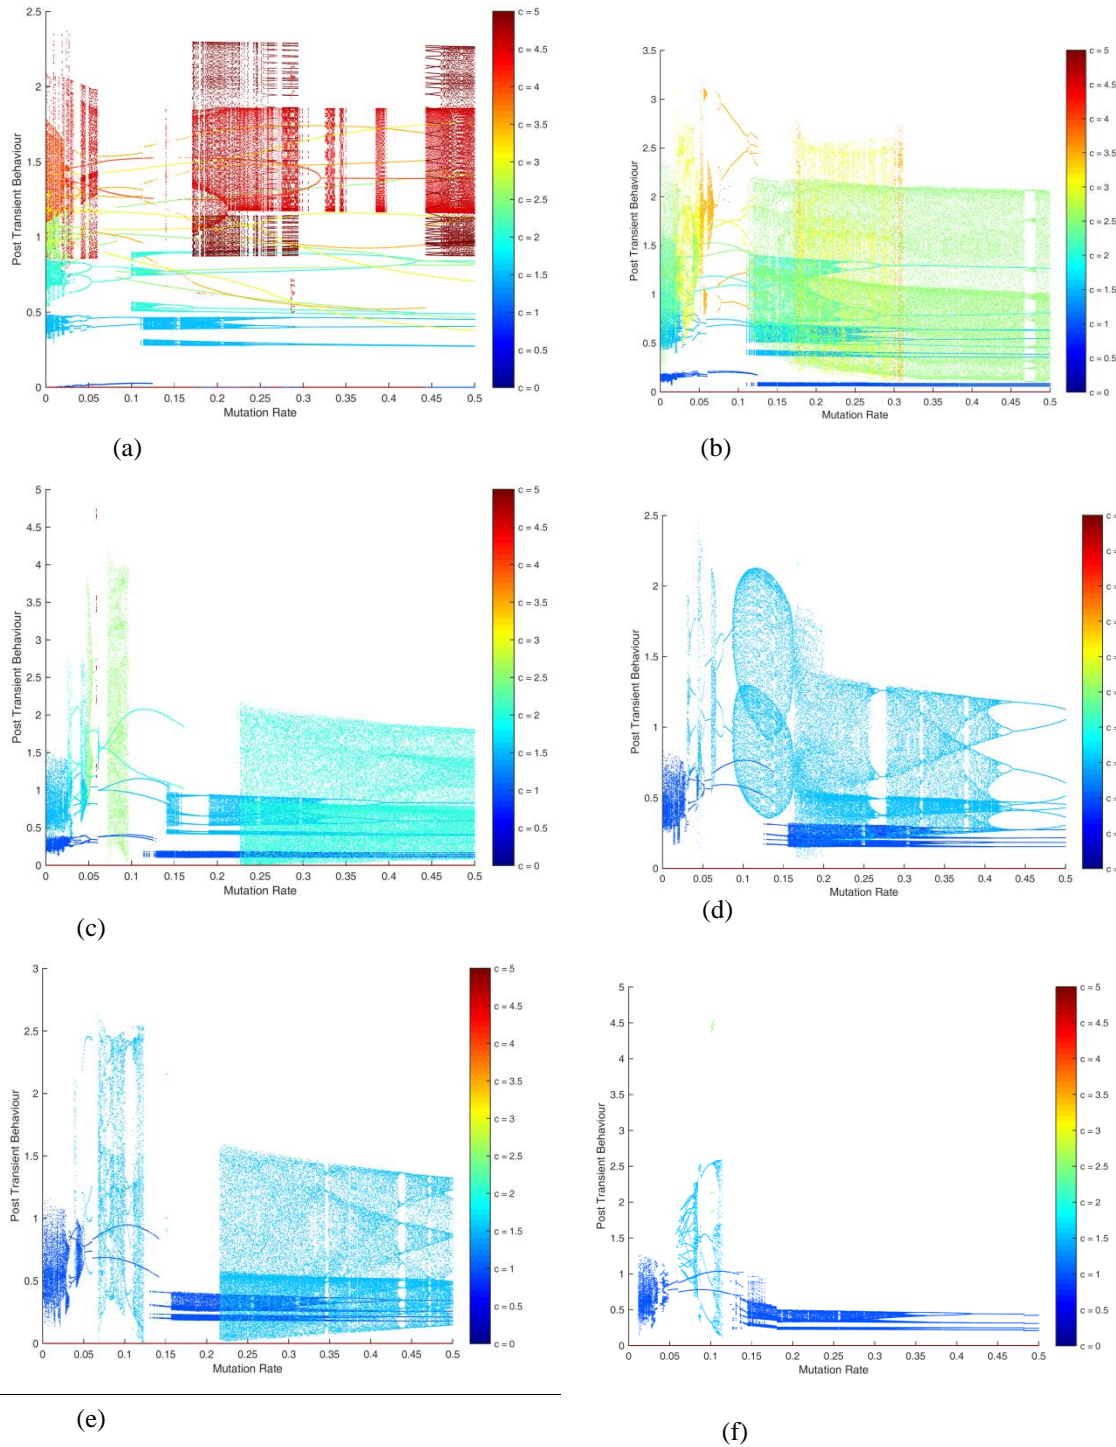 2.5
2
1.5
1
0.5
0
Post Transient Behaviour
0 0.05 0.1 0.15 0.2 0.25 0.3 0.35 0.4 0.45 0.5
Mutation Rate
c = 5
c = 4.5
c = 4
c = 3.5
c = 3
c = 2.5
c = 2
c = 1.5
c = 1
c = 0.5
c = 0
(a)
3.5
3
2.5
2
1.5
1
0.5
0
Post Transient Behaviour
0 0.05 0.1 0.15 0.2 0.25 0.3 0.35 0.4 0.45 0.5
Mutation Rate
c = 5
c = 4.5
c = 4
c = 3.5
c = 3
c = 2.5
c = 2
c = 1.5
c = 1
c = 0.5
c = 0
(b)
5
4.5
4
3.5
3
2.5
2
1.5
1
0.5
0
Post Transient Behaviour
0 0.05 0.1 0.15 0.2 0.25 0.3 0.35 0.4 0.45 0.5
Mutation Rate
c = 5
c = 4.5
c = 4
c = 3.5
c = 3
c = 2.5
c = 2
c = 1.5
c = 1
c = 0.5
c = 0
(c)
2.5
2
1.5
1
0.5
0
Post Transient Behaviour
0 0.05 0.1 0.15 0.2 0.25 0.3 0.35 0.4 0.45 0.5
Mutation Rate
c =
c =
c =
c =
c =
c =
c =
c =
c =
c =
c =
(d)
3
2.5
2
1.5
1
0.5
0
Post Transient Behaviour
0 0.05 0.1 0.15 0.2 0.25 0.3 0.35 0.4 0.45 0.5
Mutation Rate
c = 5
c = 4.5
c = 4
c = 3.5
c = 3
c = 2.5
c = 2
c = 1.5
c = 1
c = 0.5
c = 0
(e)
5
4.5
4
3.5
3
2.5
2
1.5
1
0.5
0
Post Transient Behaviour
0 0.05 0.1 0.15 0.2 0.25 0.3 0.35 0.4 0.45 0.5
Mutation Rate
c = 5
c = 4.5
c = 4
c = 3.5
c = 3
c = 2.5
c = 2
c = 1.5
c = 1
c = 0.5
c = 0
(f)